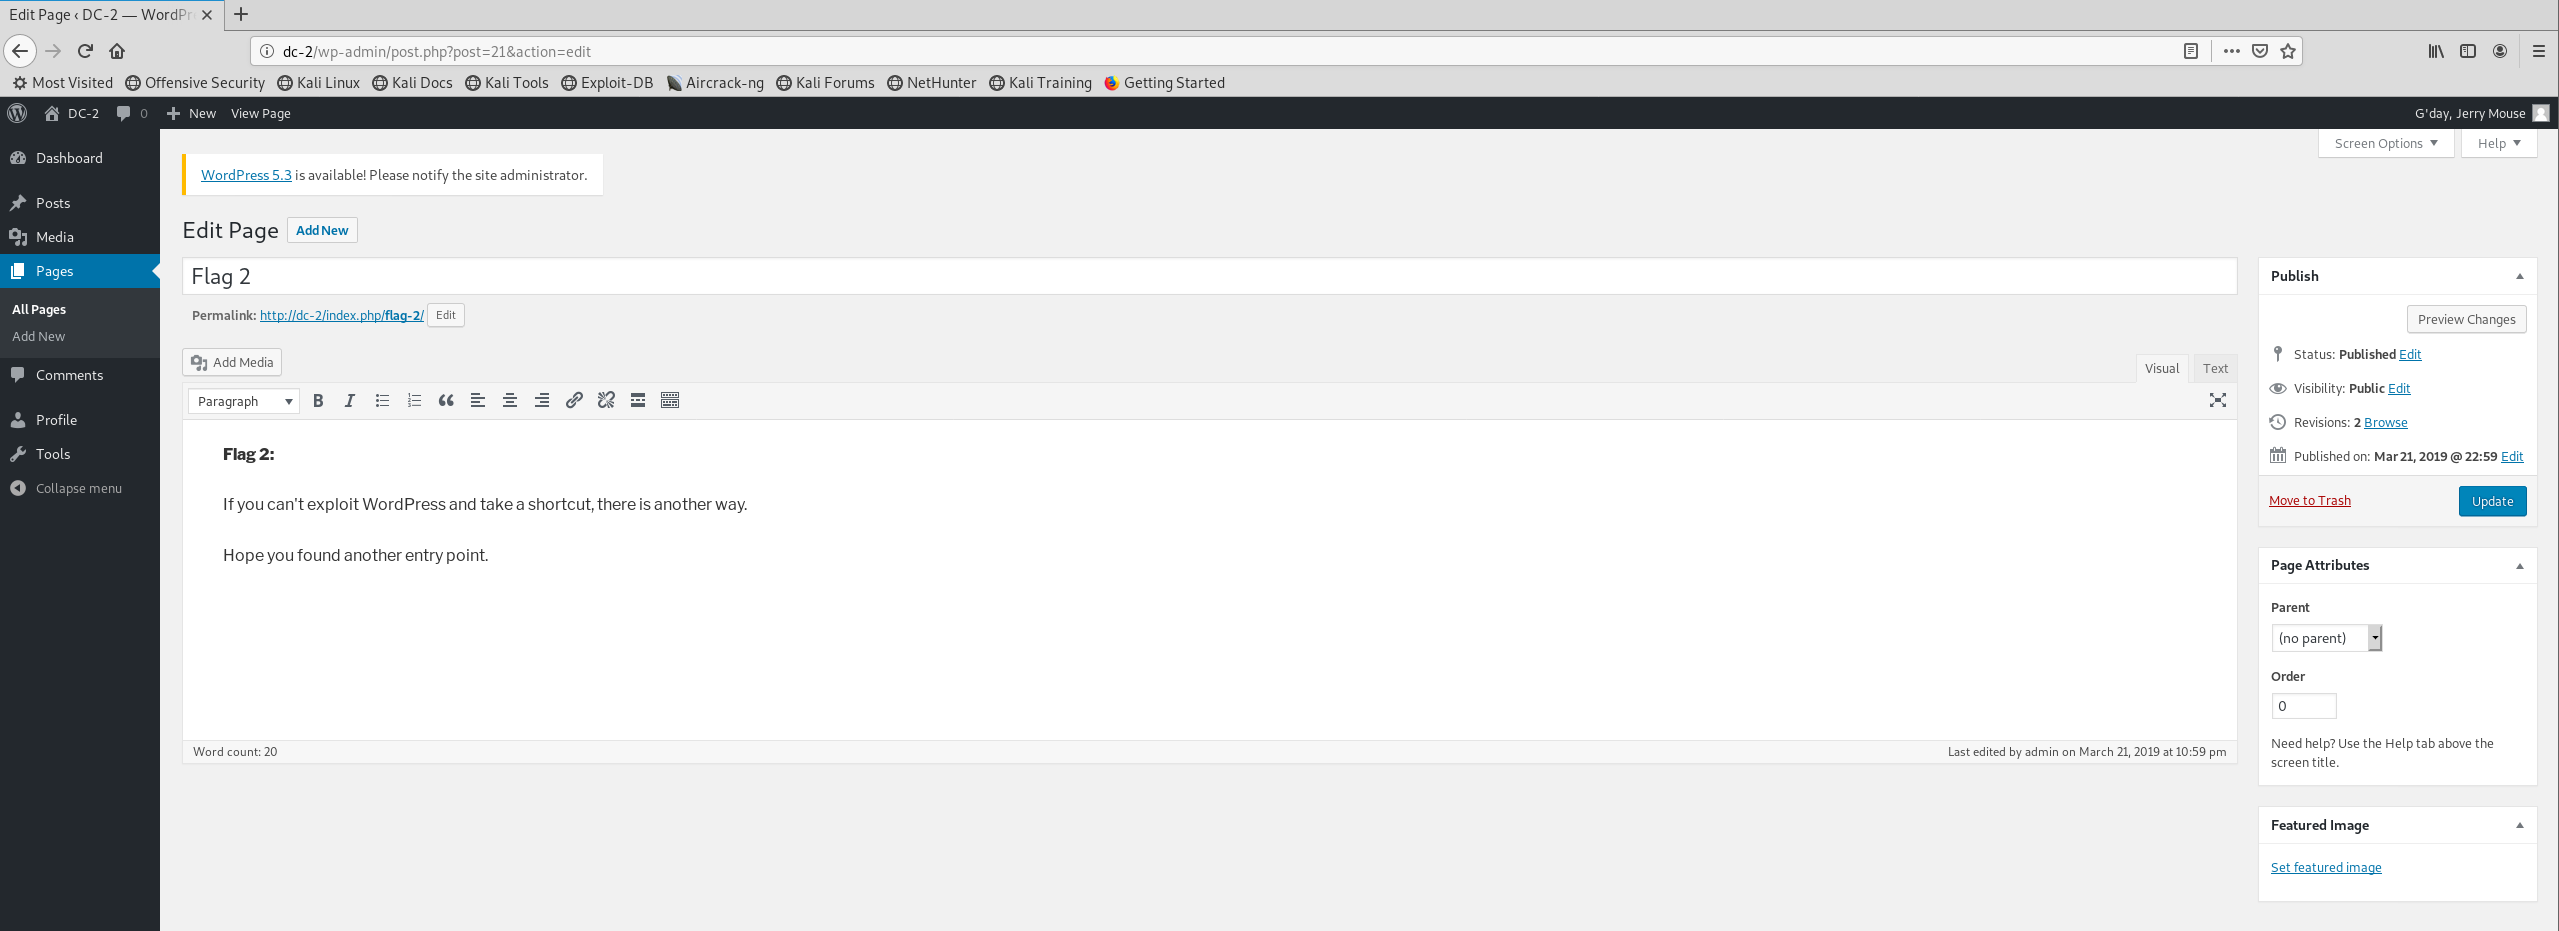 Edit Page ‹ DC-2 — WordPr
dc-2/wp-admin/post.php?post=21&action=edit
Most Visited Offensive Security Kali Linux Kali Docs Kali Tools Exploit-DB Aircrack-ng Kali Forums NetHunter Kali Training Getting Started
DC-2 0 New View Page G'day, Jerry Mouse
Screen Options Help
Dashboard
Posts
Media
Pages
All Pages
Add New
Comments
Profile
Tools
Collapse menu
WordPress 5.3 is available! Please notify the site administrator.
Edit Page Add New
Flag 2
Permalink: http://dc-2/index.php/flag-2/ Edit
Add Media
Visual Text
Paragraph
Flag 2:
If you can't exploit WordPress and take a shortcut, there is another way.
Hope you found another entry point.
Word count: 20 Last edited by admin on March 21, 2019 at 10:59 pm
Publish
Preview Changes
Status: Published Edit
Visibility: Public Edit
Revisions: 2 Browse
Published on: Mar 21, 2019 @ 22:59 Edit
Move to Trash Update
Page Attributes
Parent
(no parent)
Order
0
Need help? Use the Help tab above the
screen title.
Featured Image
Set featured image